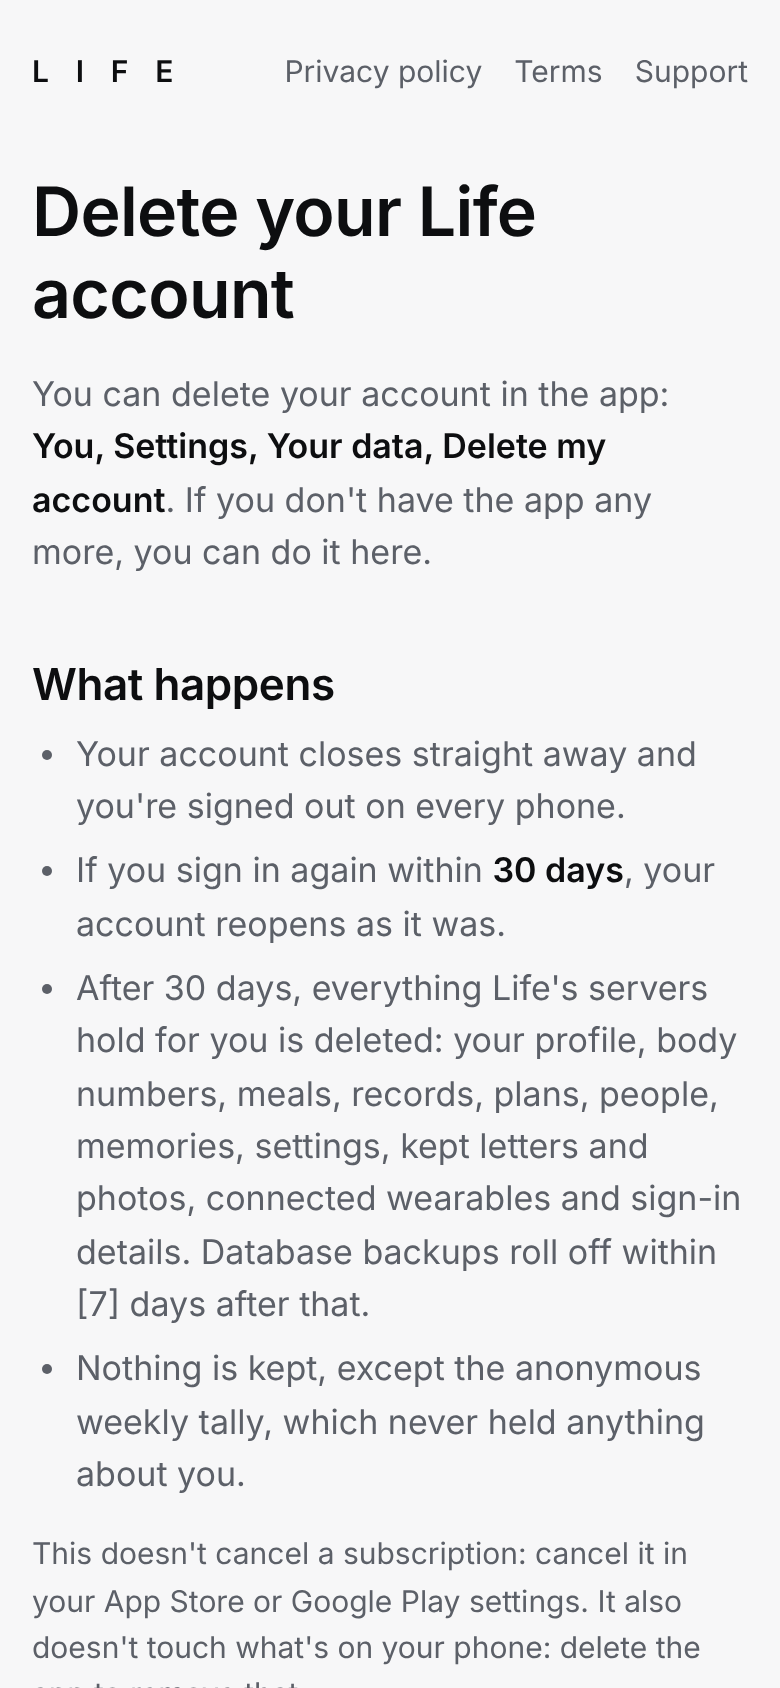 LIFE Privacy policy Terms Support
Delete your Life
account
You can delete your account in the app:
You, Settings, Your data, Delete my
account. If you don't have the app any
more, you can do it here.
What happens
• Your account closes straight away and
you're signed out on every phone.
• If you sign in again within 30 days, your
account reopens as it was.
• After 30 days, everything Life's servers
hold for you is deleted: your profile, body
numbers, meals, records, plans, people,
memories, settings, kept letters and
photos, connected wearables and sign-in
details. Database backups roll off within
[7] days after that.
• Nothing is kept, except the anonymous
weekly tally, which never held anything
about you.
This doesn't cancel a subscription: cancel it in
your App Store or Google Play settings. It also
doesn't touch what's on your phone: delete the